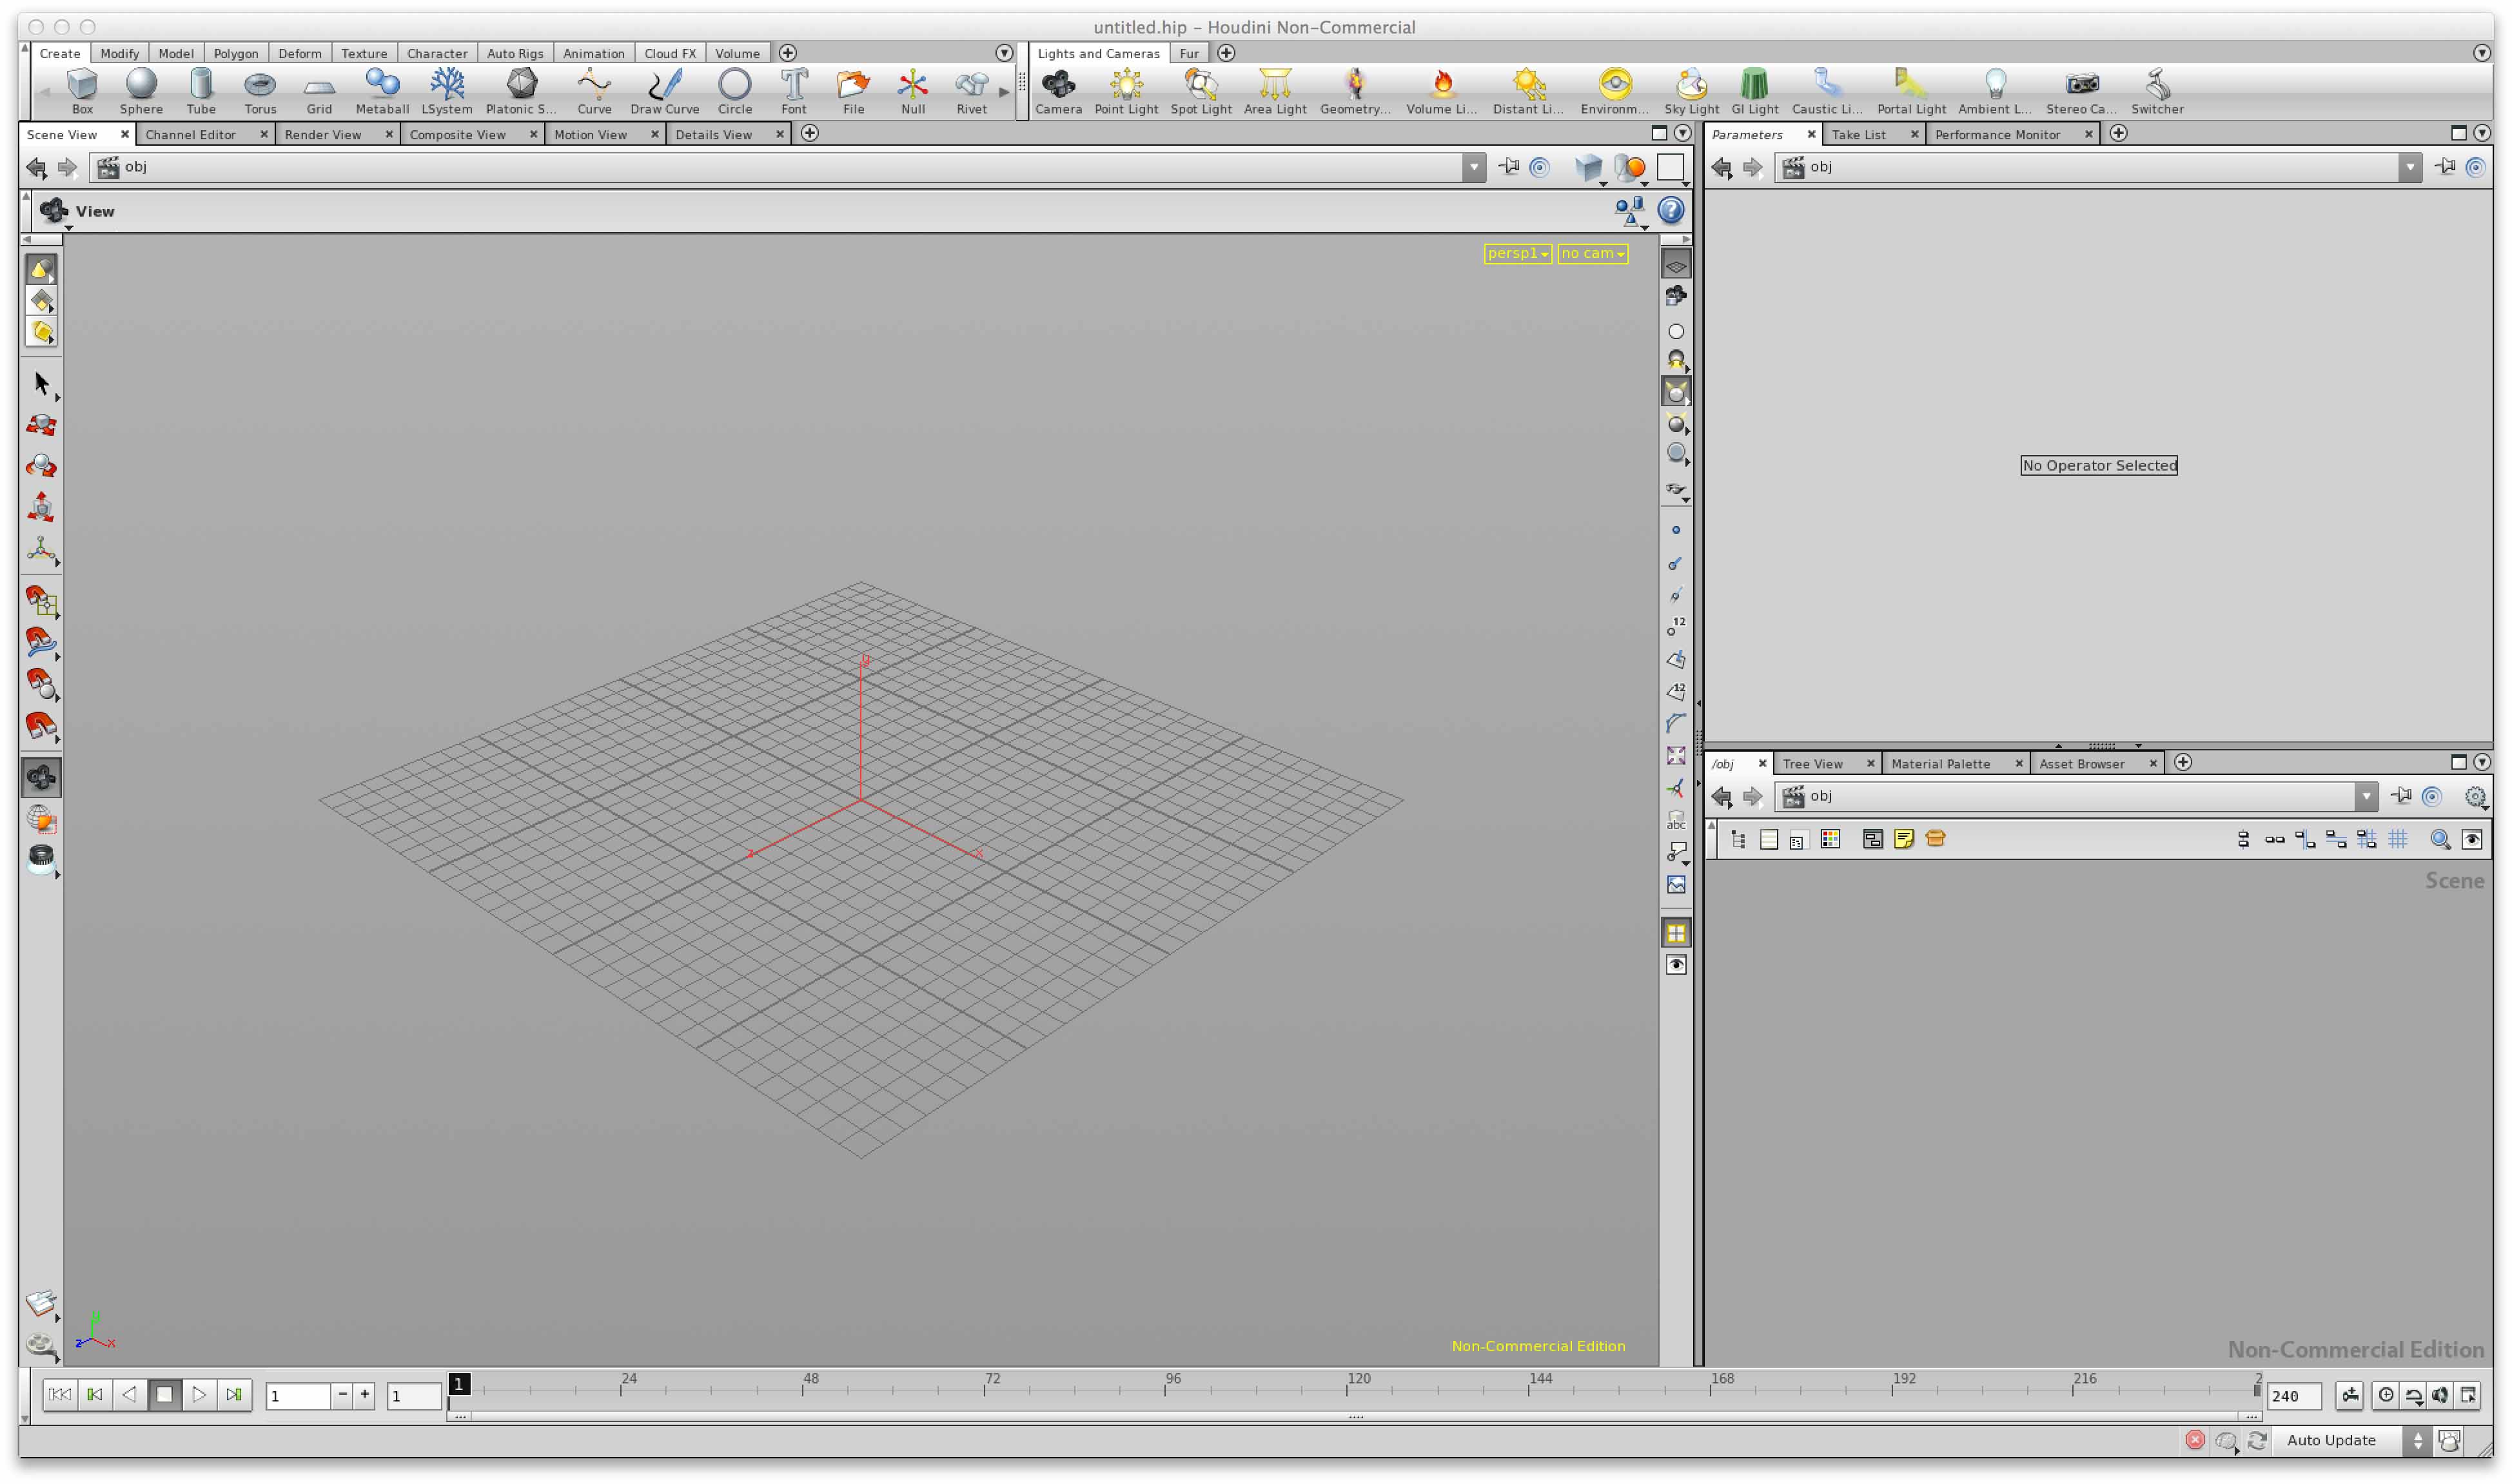 untitled.hip – Houdini Non-Commercial
Create Modify Model Polygon Deform Texture Character Auto Rigs Animation Cloud FX Volume
Lights and Cameras Fur
Box Sphere Tube Torus Grid Metaball LSystem Platonic S... Curve Draw Curve Circle Font File Null Rivet
Camera Point Light Spot Light Area Light Geometry... Volume Li... Distant Li... Environm... Sky Light GI Light Caustic Li... Portal Light Ambient L... Stereo Ca... Switcher
Scene View Channel Editor Render View Composite View Motion View Details View
Parameters Take List Performance Monitor
obj
obj
View
persp1 no cam
No Operator Selected
12
12
abc
y
z x
/obj Tree View Material Palette Asset Browser
obj
Scene
y
z x
Non-Commercial Edition
Non-Commercial Edition
1 1 1 24 48 72 96 120 144 168 192 216 2 240
Auto Update